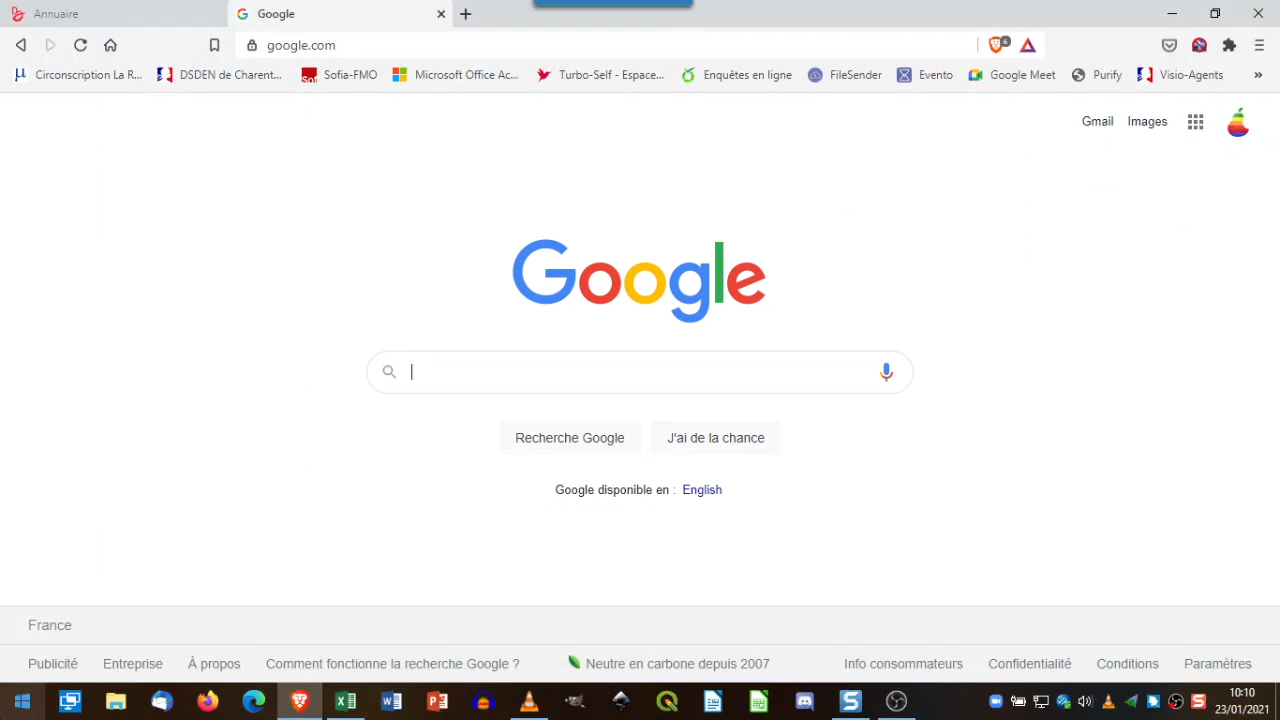 Annuaire
Google
google.com
6
Circonscription La R...
DSDEN de Charent...
Sofia-FMO
Microsoft Office Ac...
Turbo-Self - Espace...
Enquêtes en ligne
FileSender
Evento
Google Meet
Purify
Visio-Agents
»
Gmail
Images
Google
Recherche Google
J'ai de la chance
Google disponible en : English
France
Publicité
Entreprise
À propos
Comment fonctionne la recherche Google ?
Neutre en carbone depuis 2007
Info consommateurs
Confidentialité
Conditions
Paramètres
10:10
23/01/2021